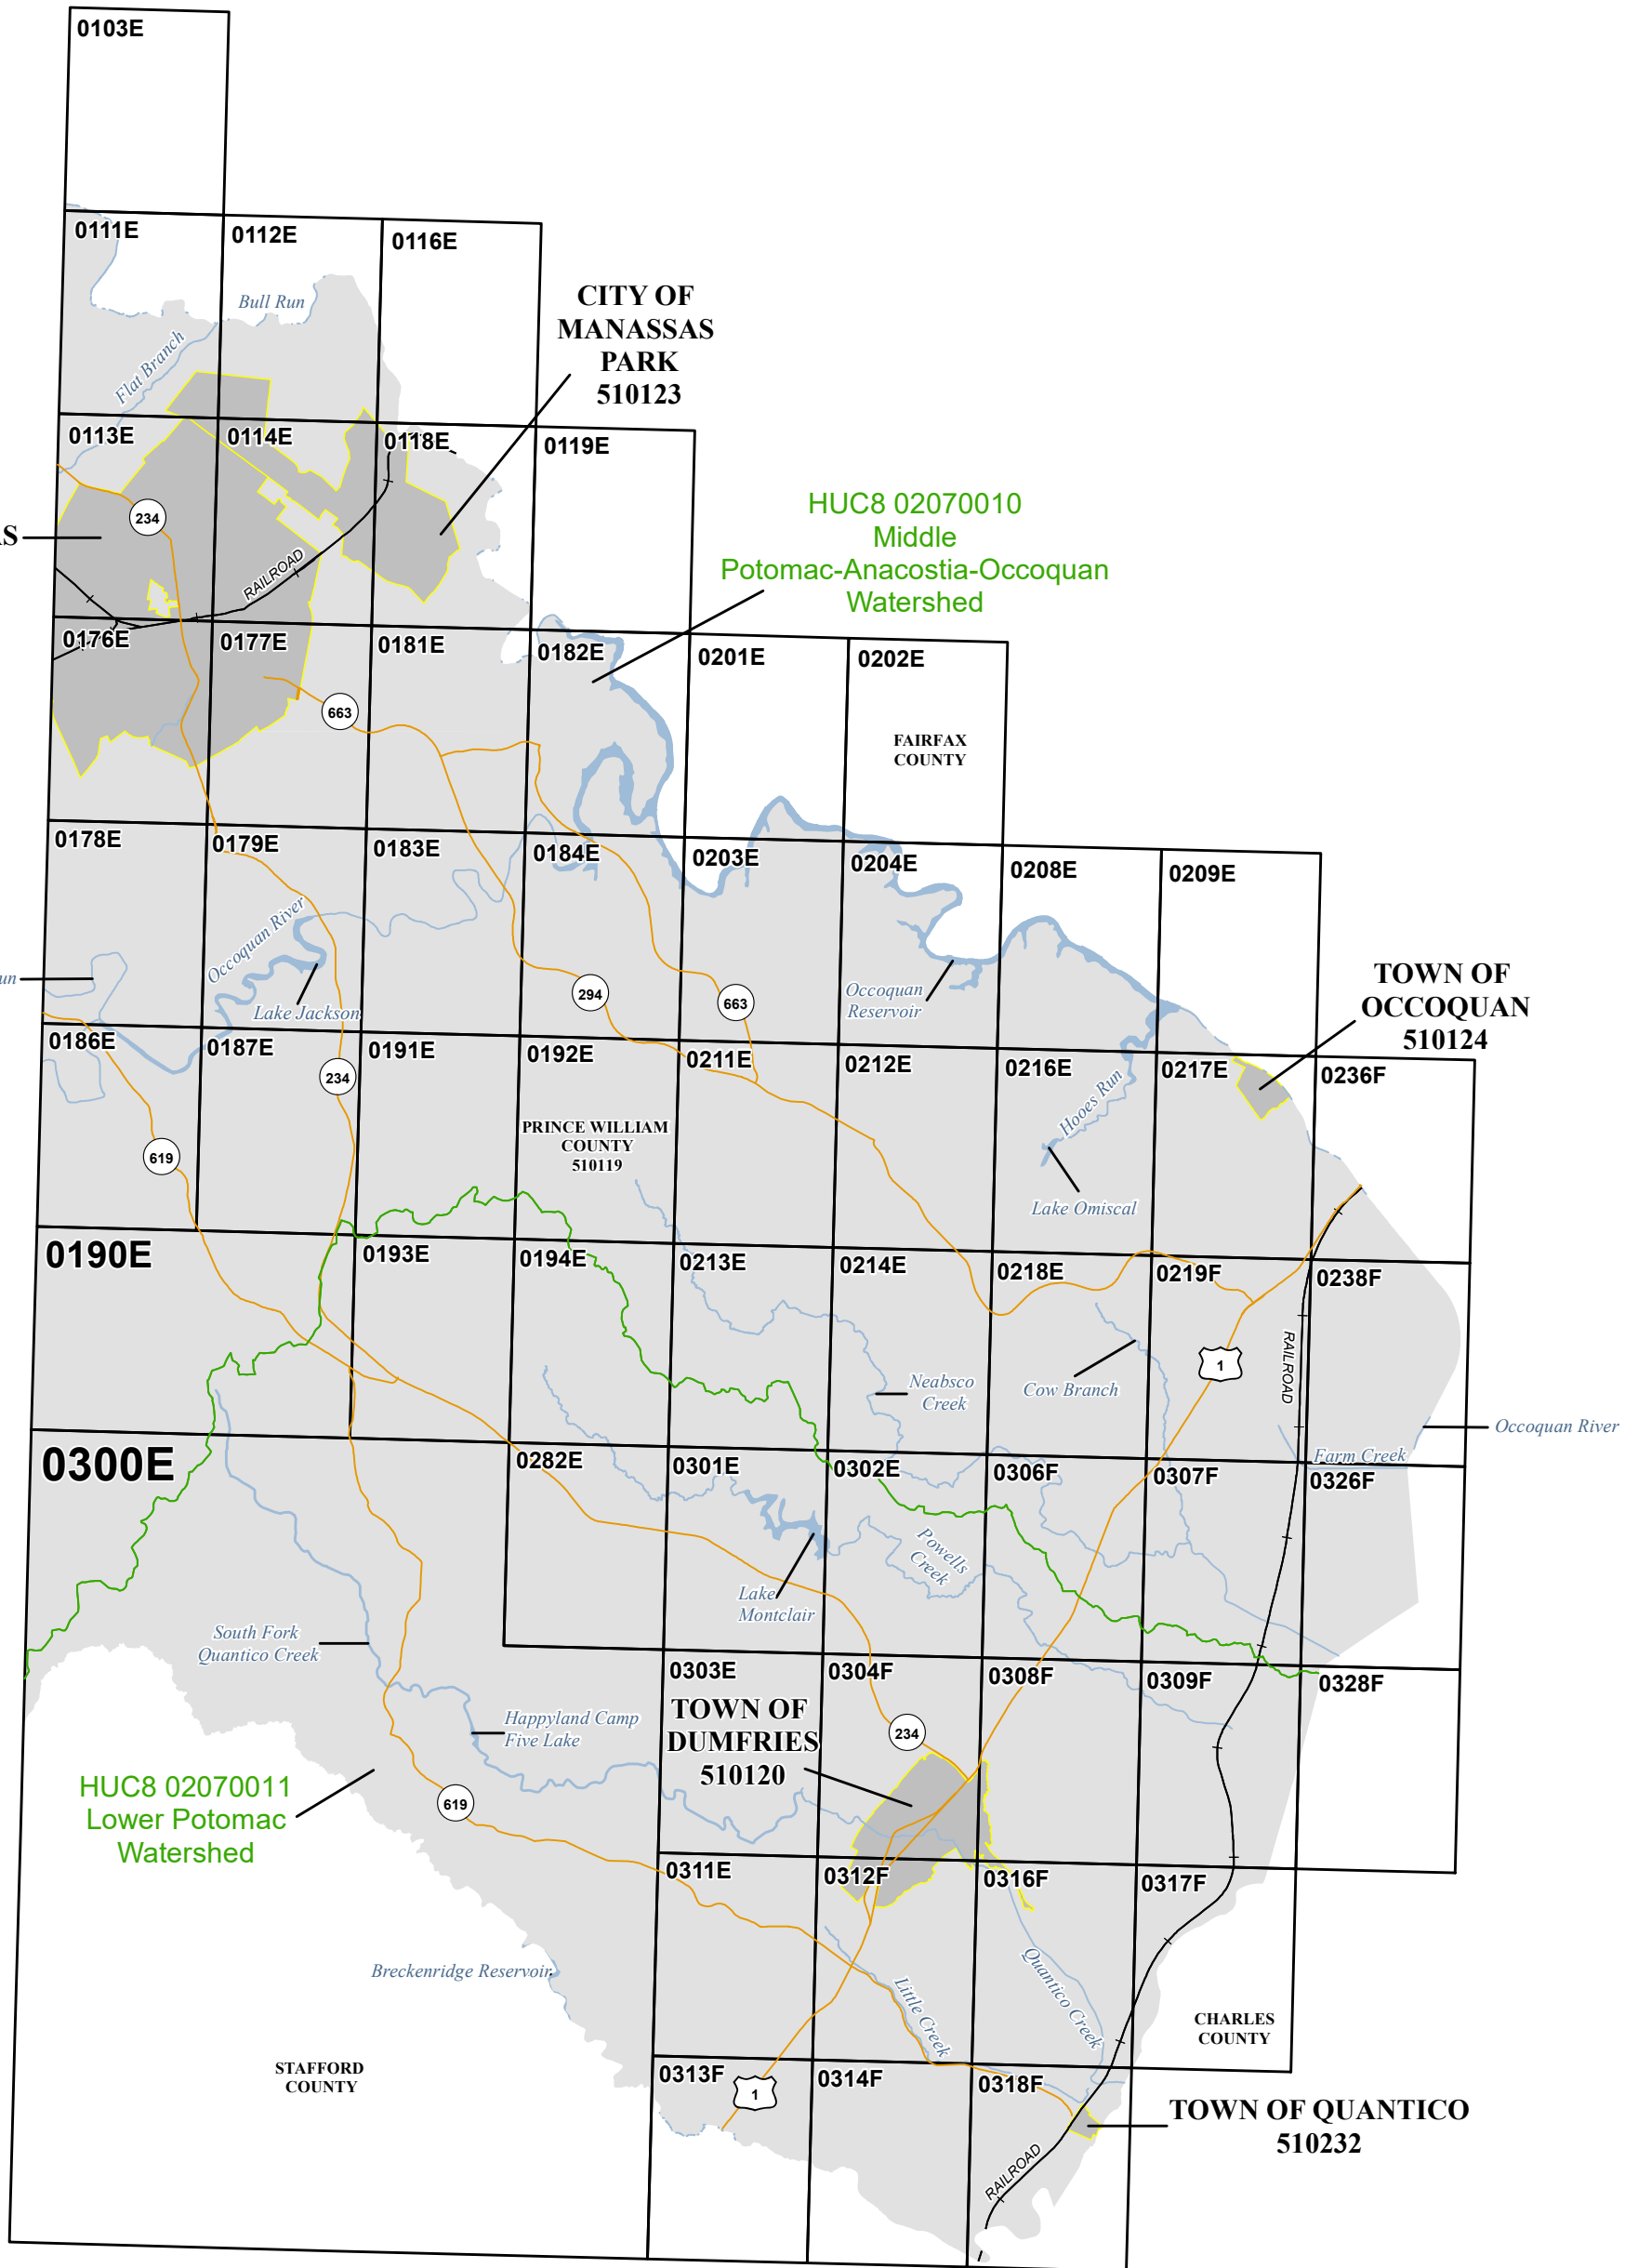 0103E
0111E
0112E
0116E
Bull Run
Flat Branch
CITY OF
MANASSAS
PARK
510123
0113E
0114E
0118E
0119E
234
S
RAILROAD
HUC8 02070010
Middle
Potomac-Anacostia-Occoquan
Watershed
0176E
0177E
0181E
0182E
0201E
0202E
663
FAIRFAX
COUNTY
0178E
0179E
0183E
0184E
0203E
0204E
0208E
0209E
Occoquan River
un
Lake Jackson
294
663
Occoquan
Reservoir
TOWN OF
OCCOQUAN
510124
0186E
0187E
0191E
0192E
0211E
0212E
0216E
0217E
0236F
234
619
PRINCE WILLIAM
COUNTY
510119
Hooes Run
Lake Omiscal
0190E
0193E
0194E
0213E
0214E
0218E
0219F
0238F
1
RAILROAD
Neabsco
Creek
Cow Branch
Occoquan River
Farm Creek
0300E
0282E
0301E
0302E
0306F
0307F
0326F
Powells
Creek
Lake
Montclair
South Fork
Quantico Creek
0303E
0304F
0308F
0309F
0328F
TOWN OF
DUMFRIES
510120
234
Happyland Camp
Five Lake
HUC8 02070011
Lower Potomac
Watershed
619
0311E
0312F
0316F
0317F
Breckenridge Reservoir
Little Creek
Quantico Creek
CHARLES
COUNTY
STAFFORD
COUNTY
0313F
0314F
0318F
1
TOWN OF QUANTICO
510232
RAILROAD